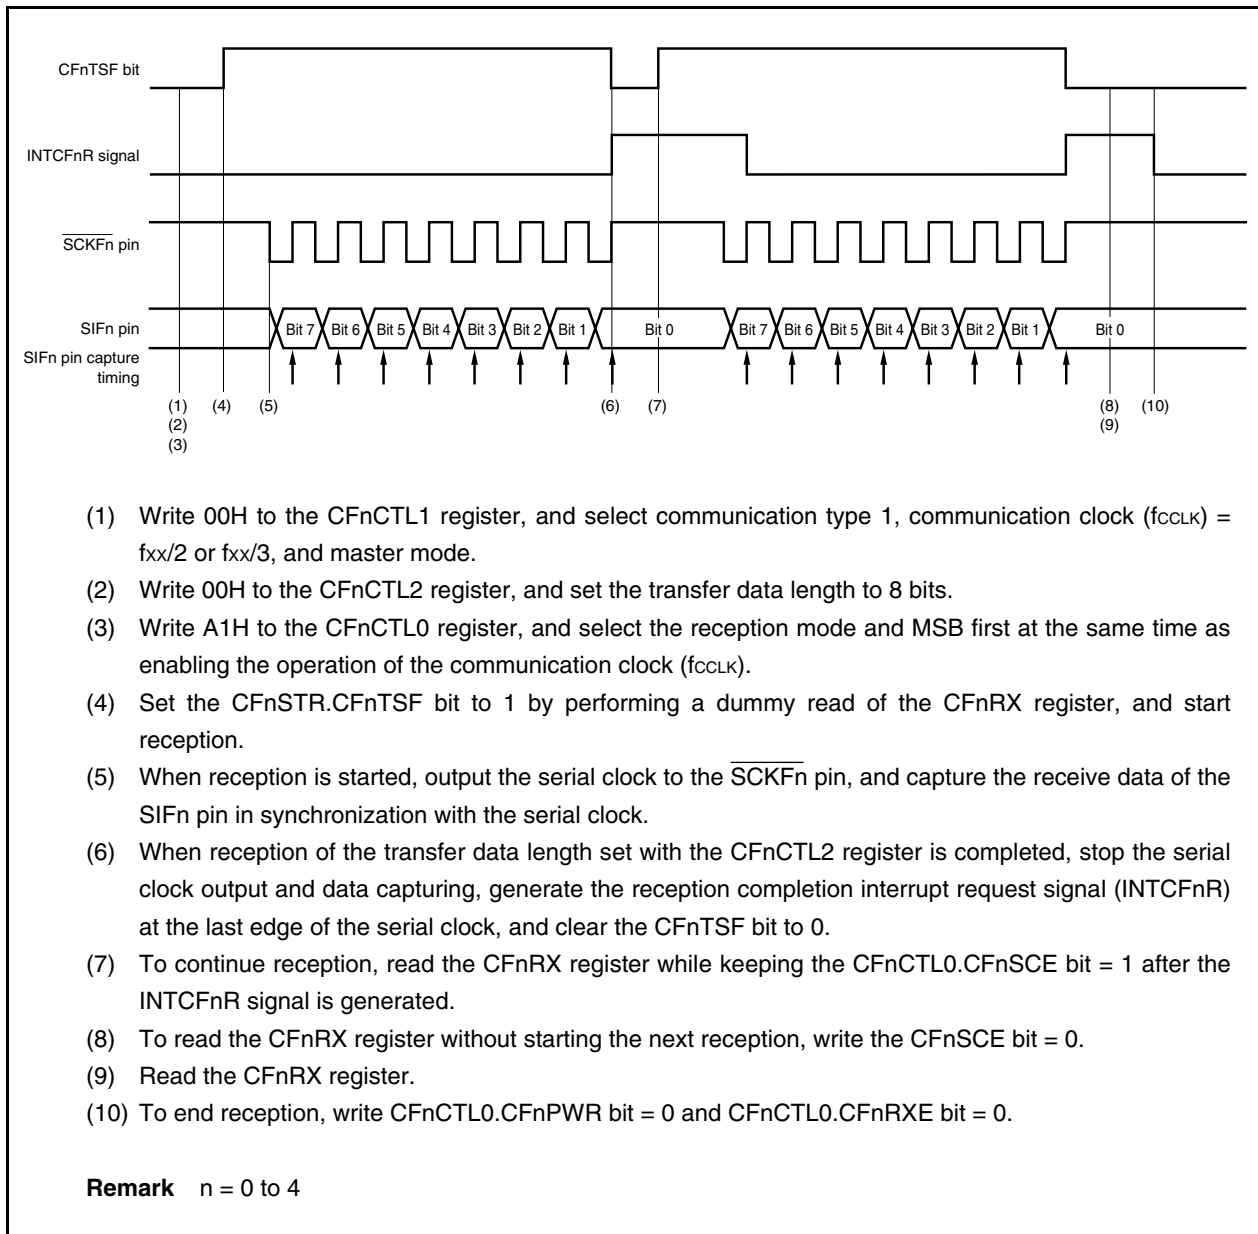 CFnTSF bit
INTCFnR signal
SCKFn pin
SIFn pin
Bit 7 Bit 6 Bit 5 Bit 4 Bit 3 Bit 2 Bit 1 Bit 0 Bit 7 Bit 6 Bit 5 Bit 4 Bit 3 Bit 2 Bit 1 Bit 0
SIFn pin capture
timing
(1) (4) (5) (6) (7) (8) (10)
(2) (9)
(3)
(1) Write 00H to the CFnCTL1 register, and select communication type 1, communication clock (fCCLK) =
fxx/2 or fxx/3, and master mode.
(2) Write 00H to the CFnCTL2 register, and set the transfer data length to 8 bits.
(3) Write A1H to the CFnCTL0 register, and select the reception mode and MSB first at the same time as
enabling the operation of the communication clock (fCCLK).
(4) Set the CFnSTR.CFnTSF bit to 1 by performing a dummy read of the CFnRX register, and start
reception.
(5) When reception is started, output the serial clock to the SCKFn pin, and capture the receive data of the
SIFn pin in synchronization with the serial clock.
(6) When reception of the transfer data length set with the CFnCTL2 register is completed, stop the serial
clock output and data capturing, generate the reception completion interrupt request signal (INTCFnR)
at the last edge of the serial clock, and clear the CFnTSF bit to 0.
(7) To continue reception, read the CFnRX register while keeping the CFnCTL0.CFnSCE bit = 1 after the
INTCFnR signal is generated.
(8) To read the CFnRX register without starting the next reception, write the CFnSCE bit = 0.
(9) Read the CFnRX register.
(10) To end reception, write CFnCTL0.CFnPWR bit = 0 and CFnCTL0.CFnRXE bit = 0.
Remark n = 0 to 4